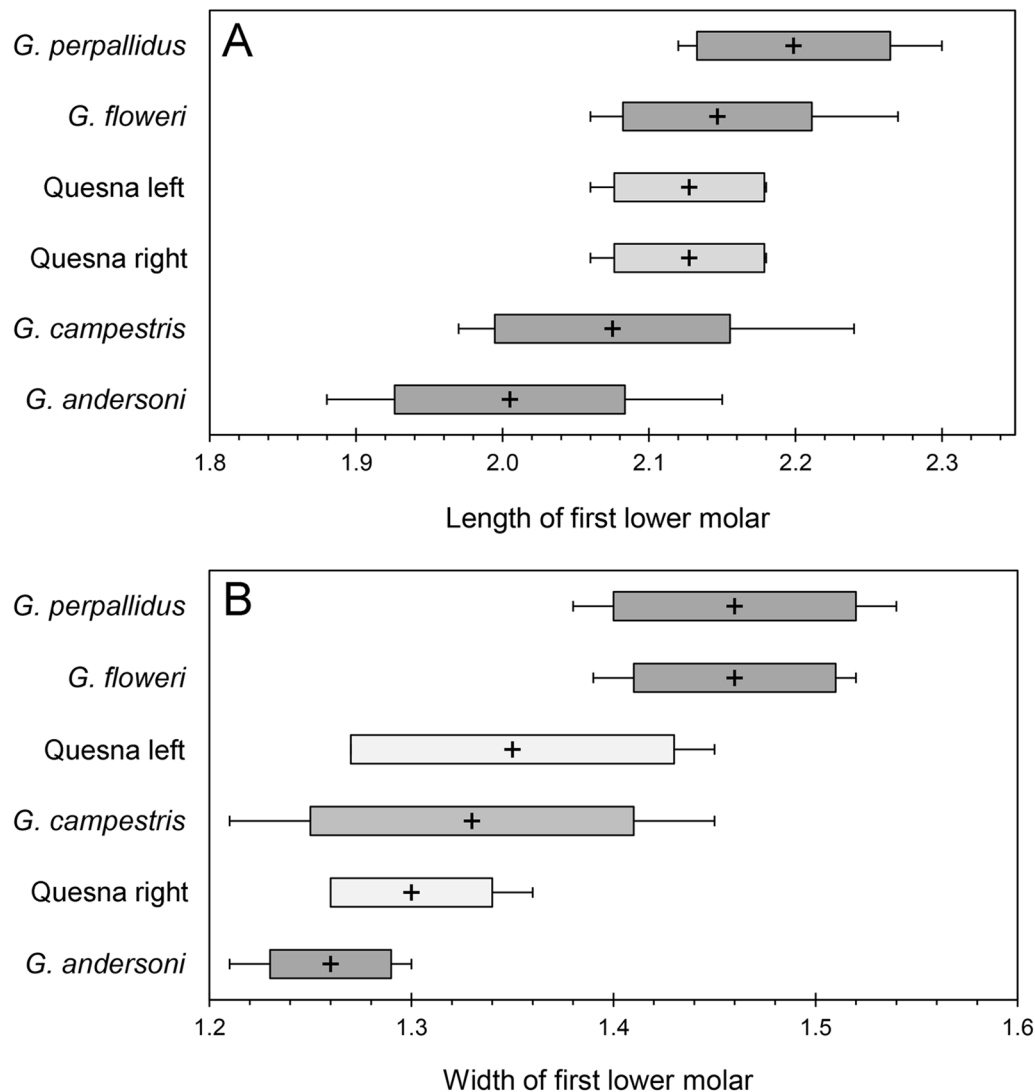 A
G. perpallidus
G. floweri
Quesna left
Quesna right
G. campestris
G. andersoni
1.8 1.9 2.0 2.1 2.2 2.3
Length of first lower molar
B
G. perpallidus
G. floweri
Quesna left
G. campestris
Quesna right
G. andersoni
1.2 1.3 1.4 1.5 1.6
Width of first lower molar